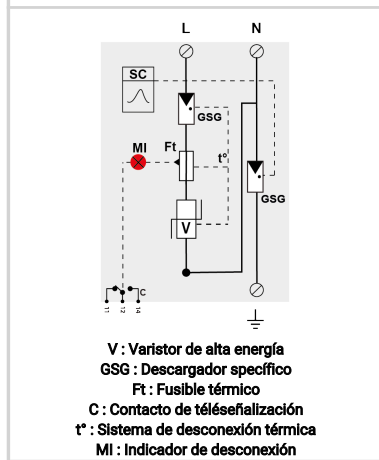 L N
SC
GSG
MI Ft
t°
GSG
V
C
11 12 14
V : Varistor de alta energía
GSG : Descargador specífico
Ft : Fusible térmico
C : Contacto de téléseñalización
t° : Sistema de desconexión térmica
MI : Indicador de desconexión